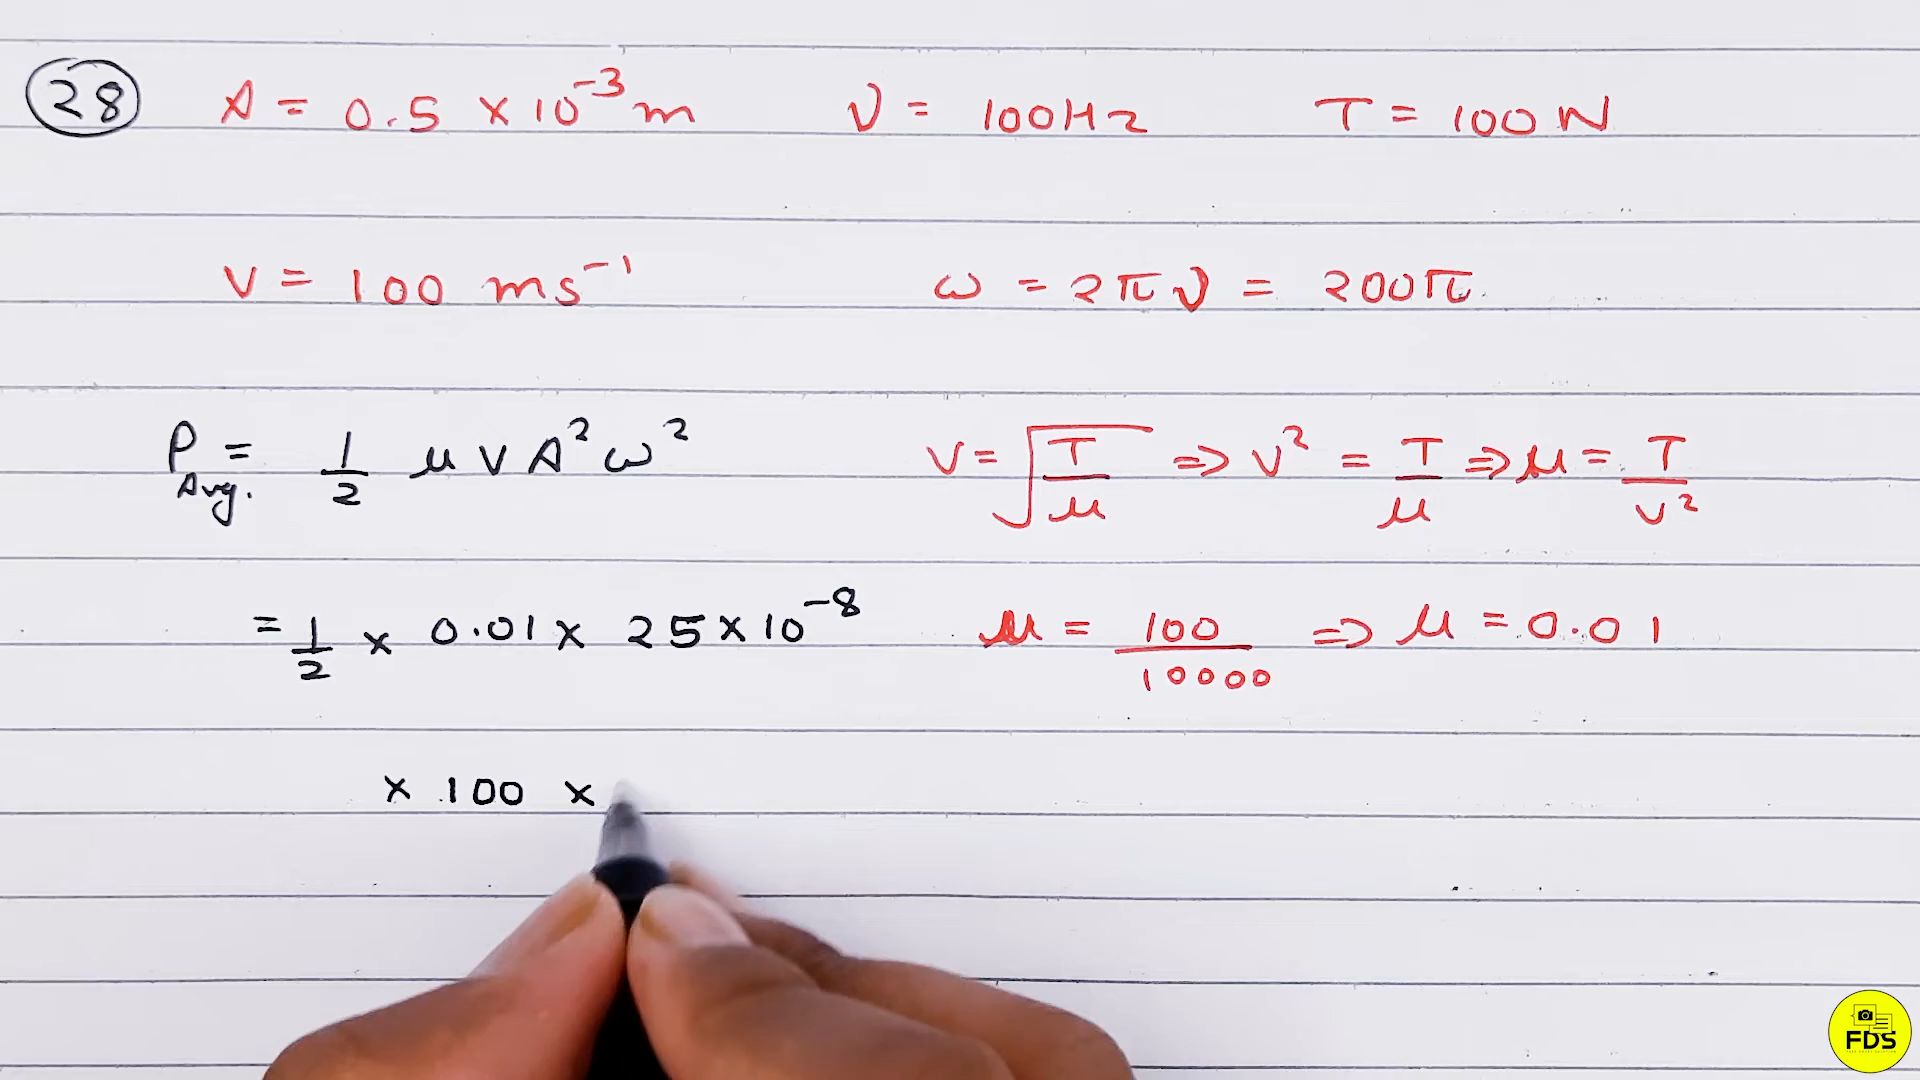 28 A = 0.5 × 10⁻³ m ν = 100Hz T = 100 N
v = 100 ms⁻¹ ω = 2πν = 200π
P Avg. = 1/2 μ v A² ω² v = √(T/μ) => v² = T/μ => μ = T/v²
= 1/2 × 0.01 × 25 × 10⁻⁸ μ = 100/10000 => μ = 0.01
× 100 ×
FDS